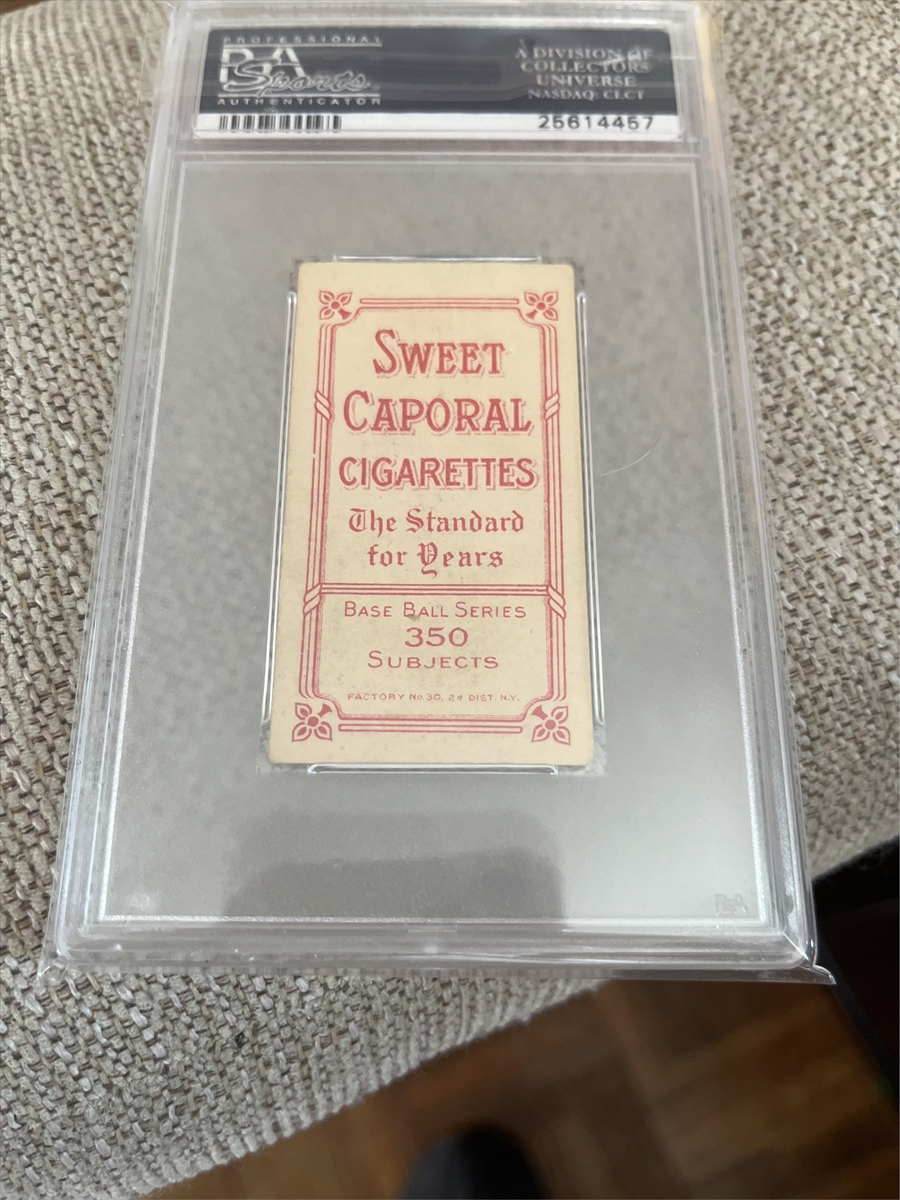 PROFESSIONAL
PSA
Sports
AUTHENTICATOR
A DIVISION OF
COLLECTORS
UNIVERSE
NASDAQ: CLCT
25614457
SWEET
CAPORAL
CIGARETTES
The Standard
for Years
BASE BALL SERIES
350
SUBJECTS
FACTORY No. 30, 2d DIST. N.Y.
PSA